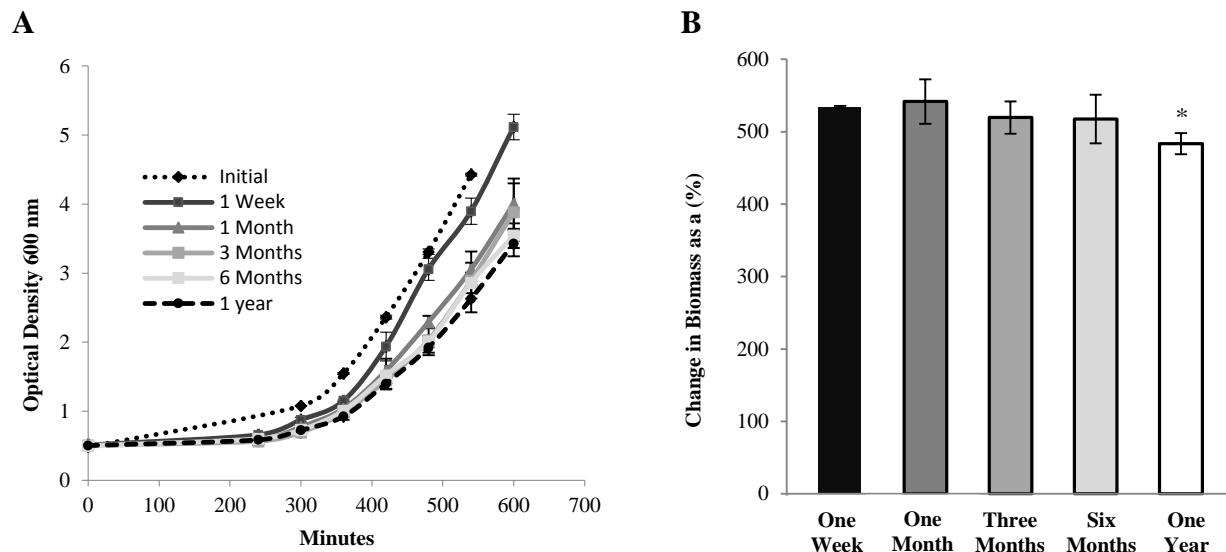 A
Optical Density 600 nm
6
5
4
3
2
1
0
Initial
1 Week
1 Month
3 Months
6 Months
1 year
0 100 200 300 400 500 600 700
Minutes
B
Change in Biomass as a (%)
600
500
400
300
200
100
0
*
One Week
One Month
Three Months
Six Months
One Year